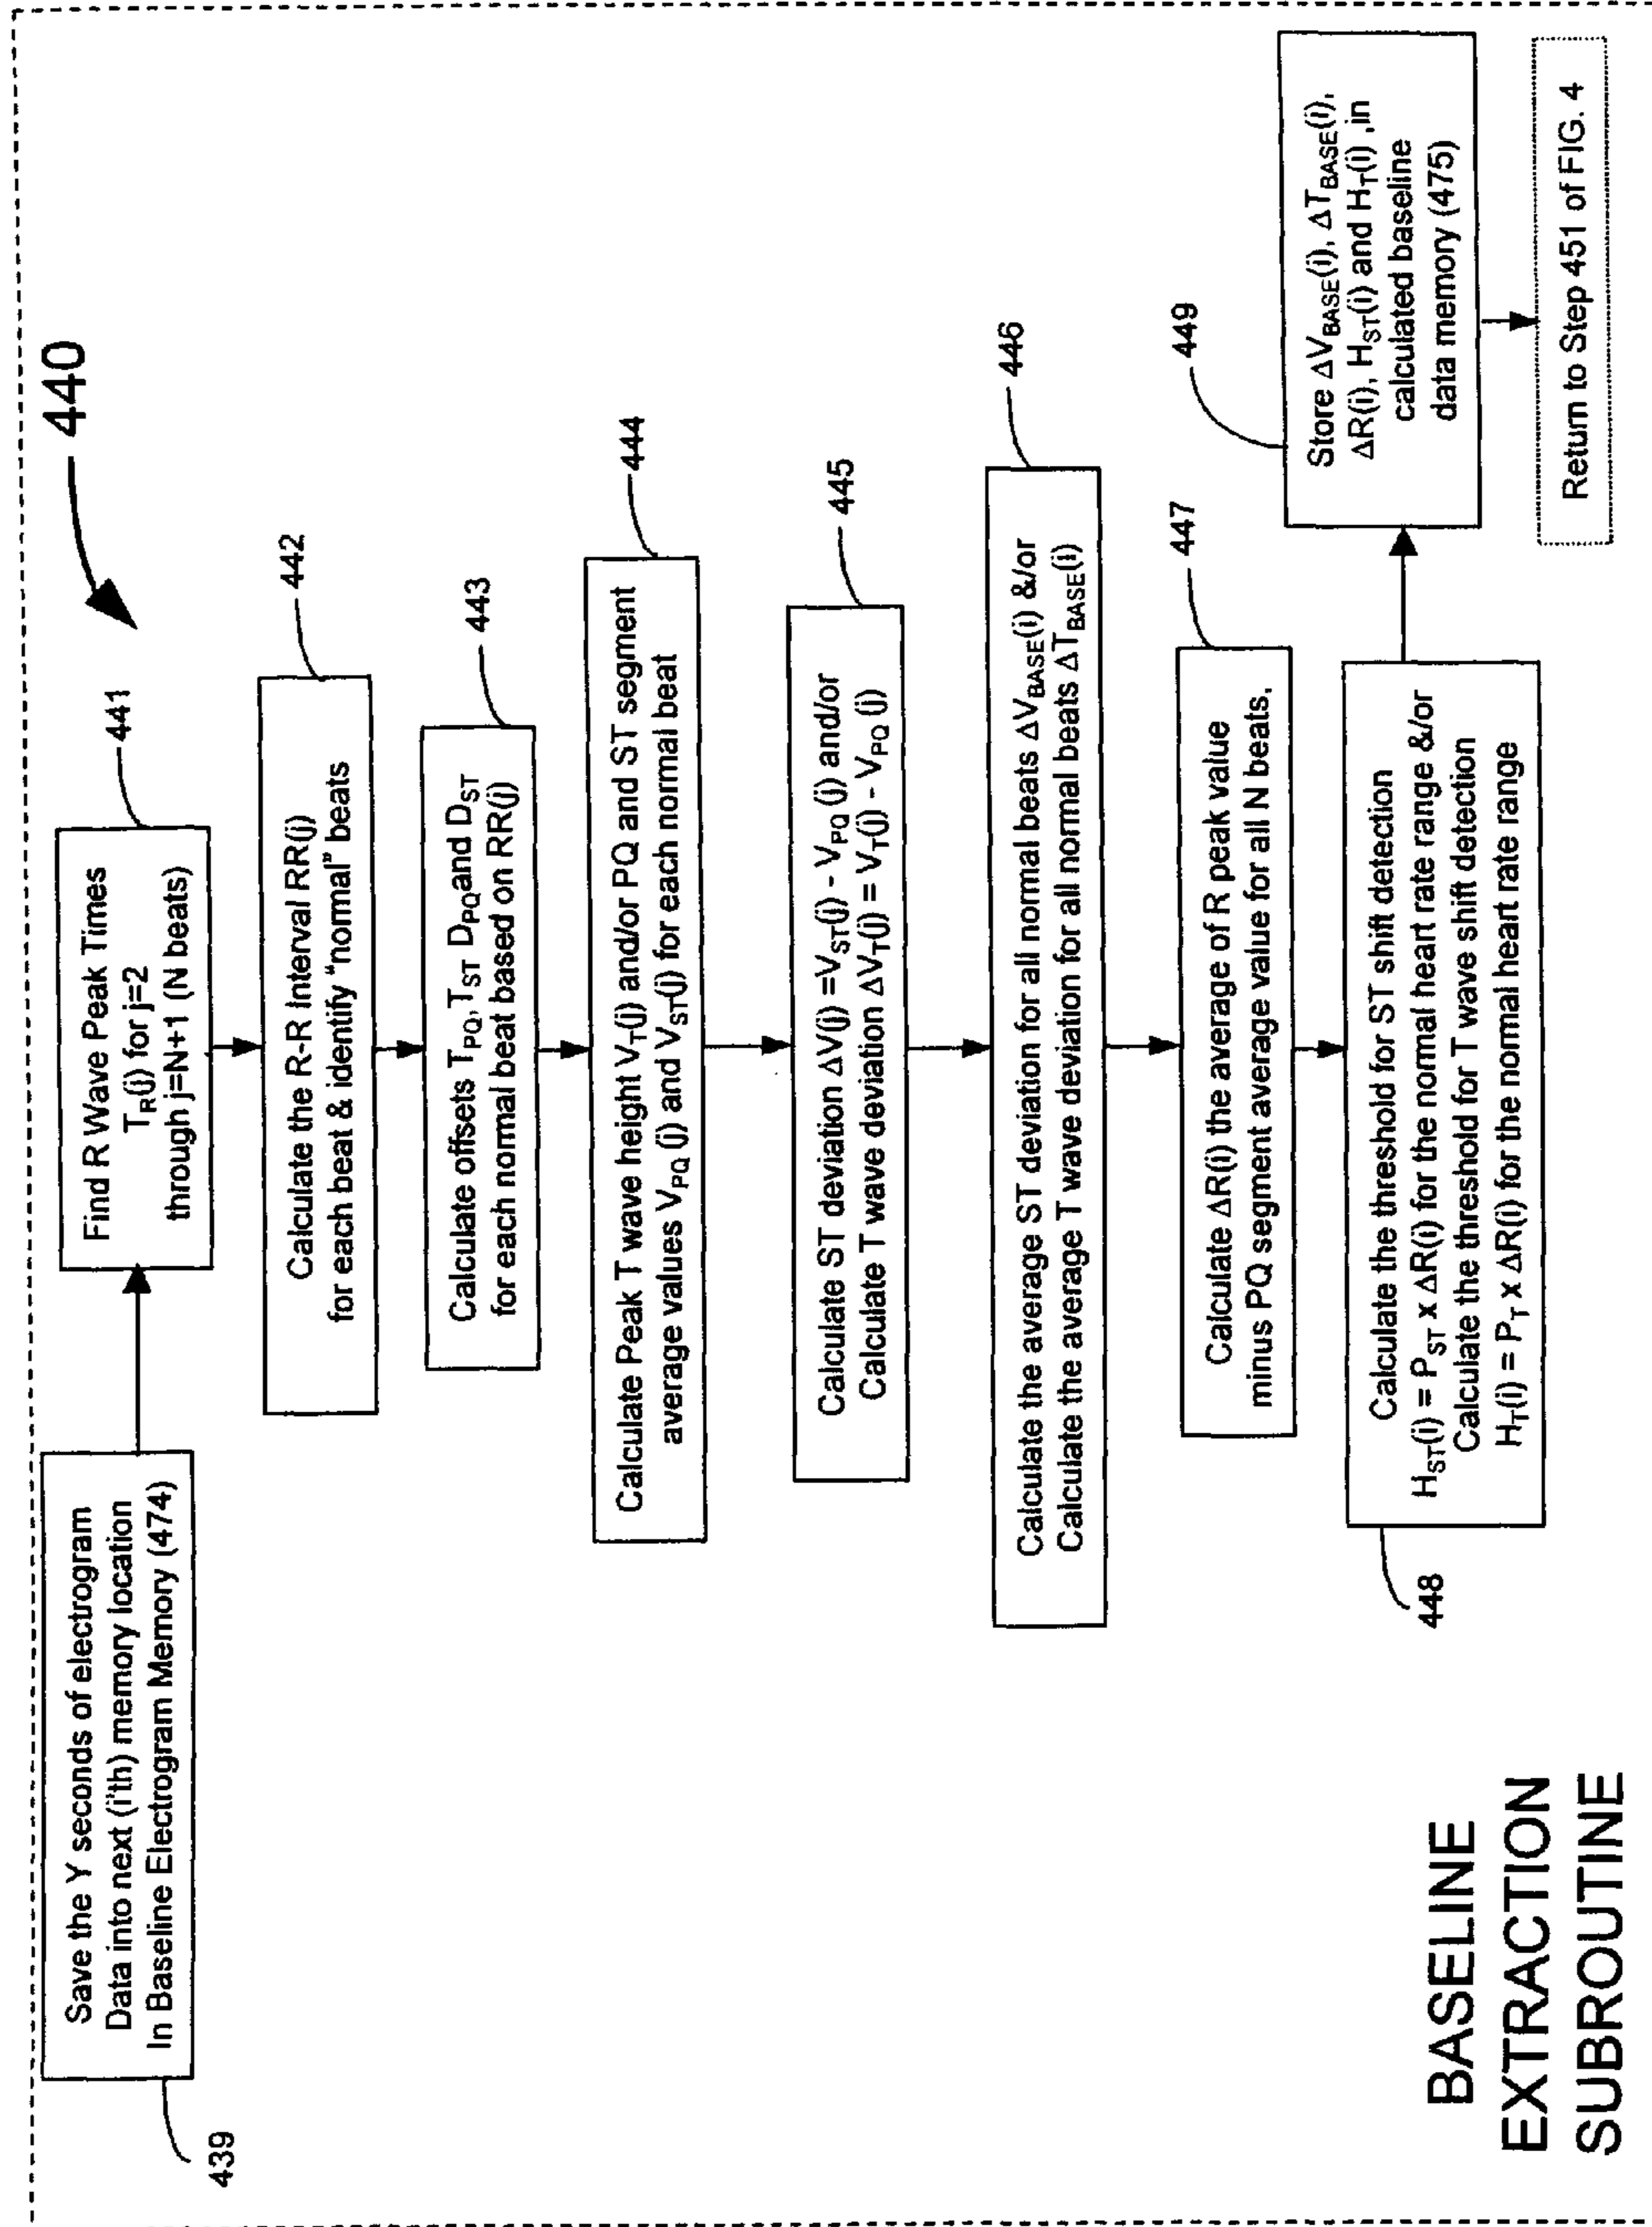 440
Save the Y seconds of electrogram
Data into next (i'th) memory location
In Baseline Electrogram Memory (474)
439
Find R Wave Peak Times
T_R(j) for j=2
through j=N+1 (N beats)
441
Calculate the R-R Interval RR(j)
for each beat & identify "normal" beats
442
Calculate offsets T_PQ, T_ST D_PQ and D_ST
for each normal beat based on RR(j)
443
Calculate Peak T wave height V_T(j) and/or PQ and ST segment
average values V_PQ (j) and V_ST(j) for each normal beat
444
Calculate ST deviation ΔV(j) =V_ST(j) - V_PQ (j) and/or
Calculate T wave deviation ΔV_T(j) = V_T(j) - V_PQ (j)
445
Calculate the average ST deviation for all normal beats ΔV_BASE(i) &/or
Calculate the average T wave deviation for all normal beats ΔT_BASE(i)
446
Calculate ΔR(i) the average of R peak value
minus PQ segment average value for all N beats.
447
Calculate the threshold for ST shift detection
H_ST(i) = P_ST x ΔR(i) for the normal heart rate range &/or
Calculate the threshold for T wave shift detection
H_T(i) = P_T x ΔR(i) for the normal heart rate range
448
Store ΔV_BASE(i), ΔT_BASE(i),
ΔR(i), H_ST(i) and H_T(i) ,in
calculated baseline
data memory (475)
449
Return to Step 451 of FIG. 4
BASELINE
EXTRACTION
SUBROUTINE